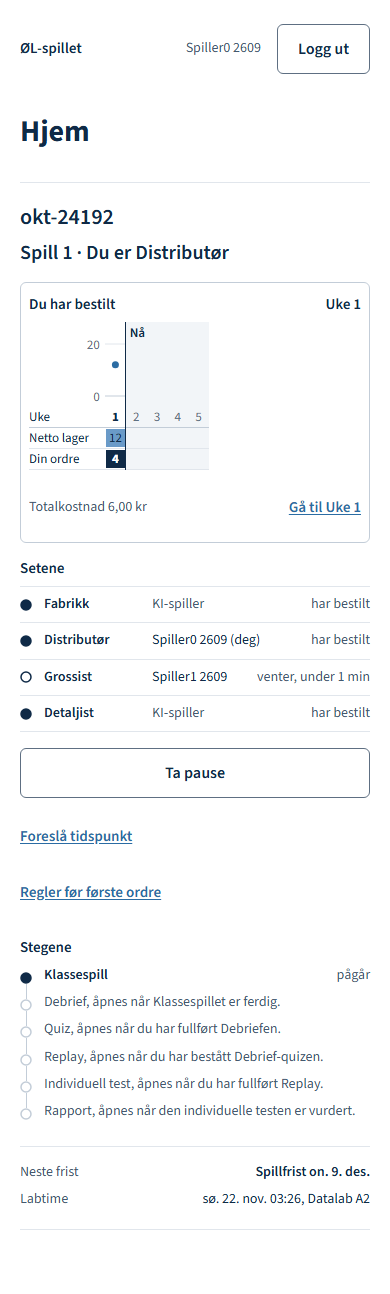 ØL-spillet Spiller0 2609 Logg ut
Hjem
okt-24192
Spill 1 · Du er Distributør
Du har bestilt Uke 1
Nå
20
0
Uke 1 2 3 4 5
Netto lager 12
Din ordre 4
Totalkostnad 6,00 kr Gå til Uke 1
Setene
Fabrikk KI-spiller har bestilt
Distributør Spiller0 2609 (deg) har bestilt
Grossist Spiller1 2609 venter, under 1 min
Detaljist KI-spiller har bestilt
Ta pause
Foreslå tidspunkt
Regler før første ordre
Stegene
Klassespill pågår
Debrief, åpnes når Klassespillet er ferdig.
Quiz, åpnes når du har fullført Debriefen.
Replay, åpnes når du har bestått Debrief-quizen.
Individuell test, åpnes når du har fullført Replay.
Rapport, åpnes når den individuelle testen er vurdert.
Neste frist Spillfrist on. 9. des.
Labtime sø. 22. nov. 03:26, Datalab A2